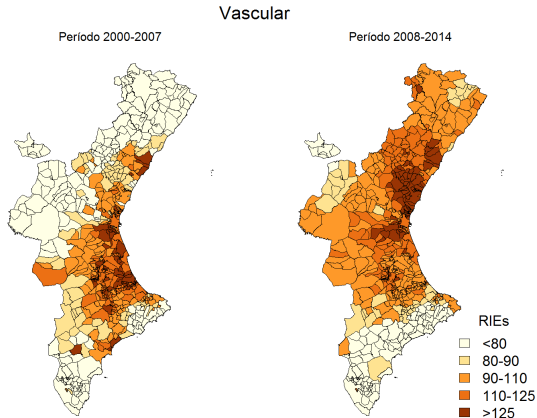 Vascular
Período 2000-2007
Período 2008-2014
RIEs
<80
80-90
90-110
110-125
>125